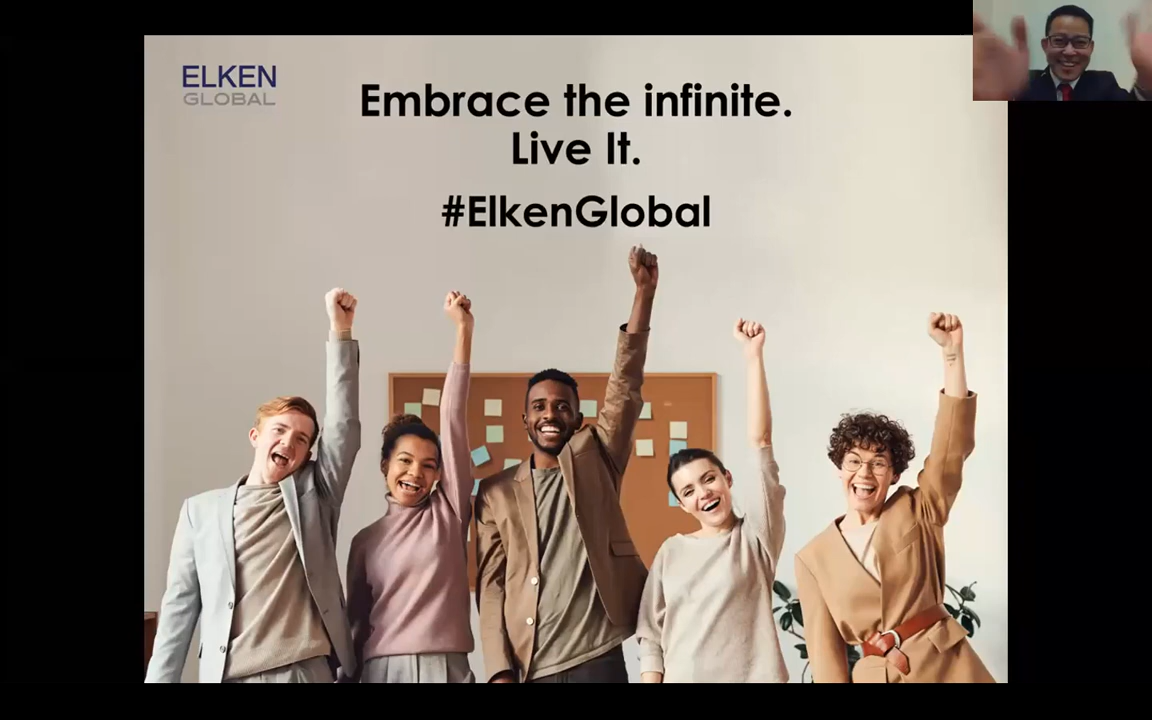 ELKEN
GLOBAL
Embrace the infinite.
Live It.
#ElkenGlobal